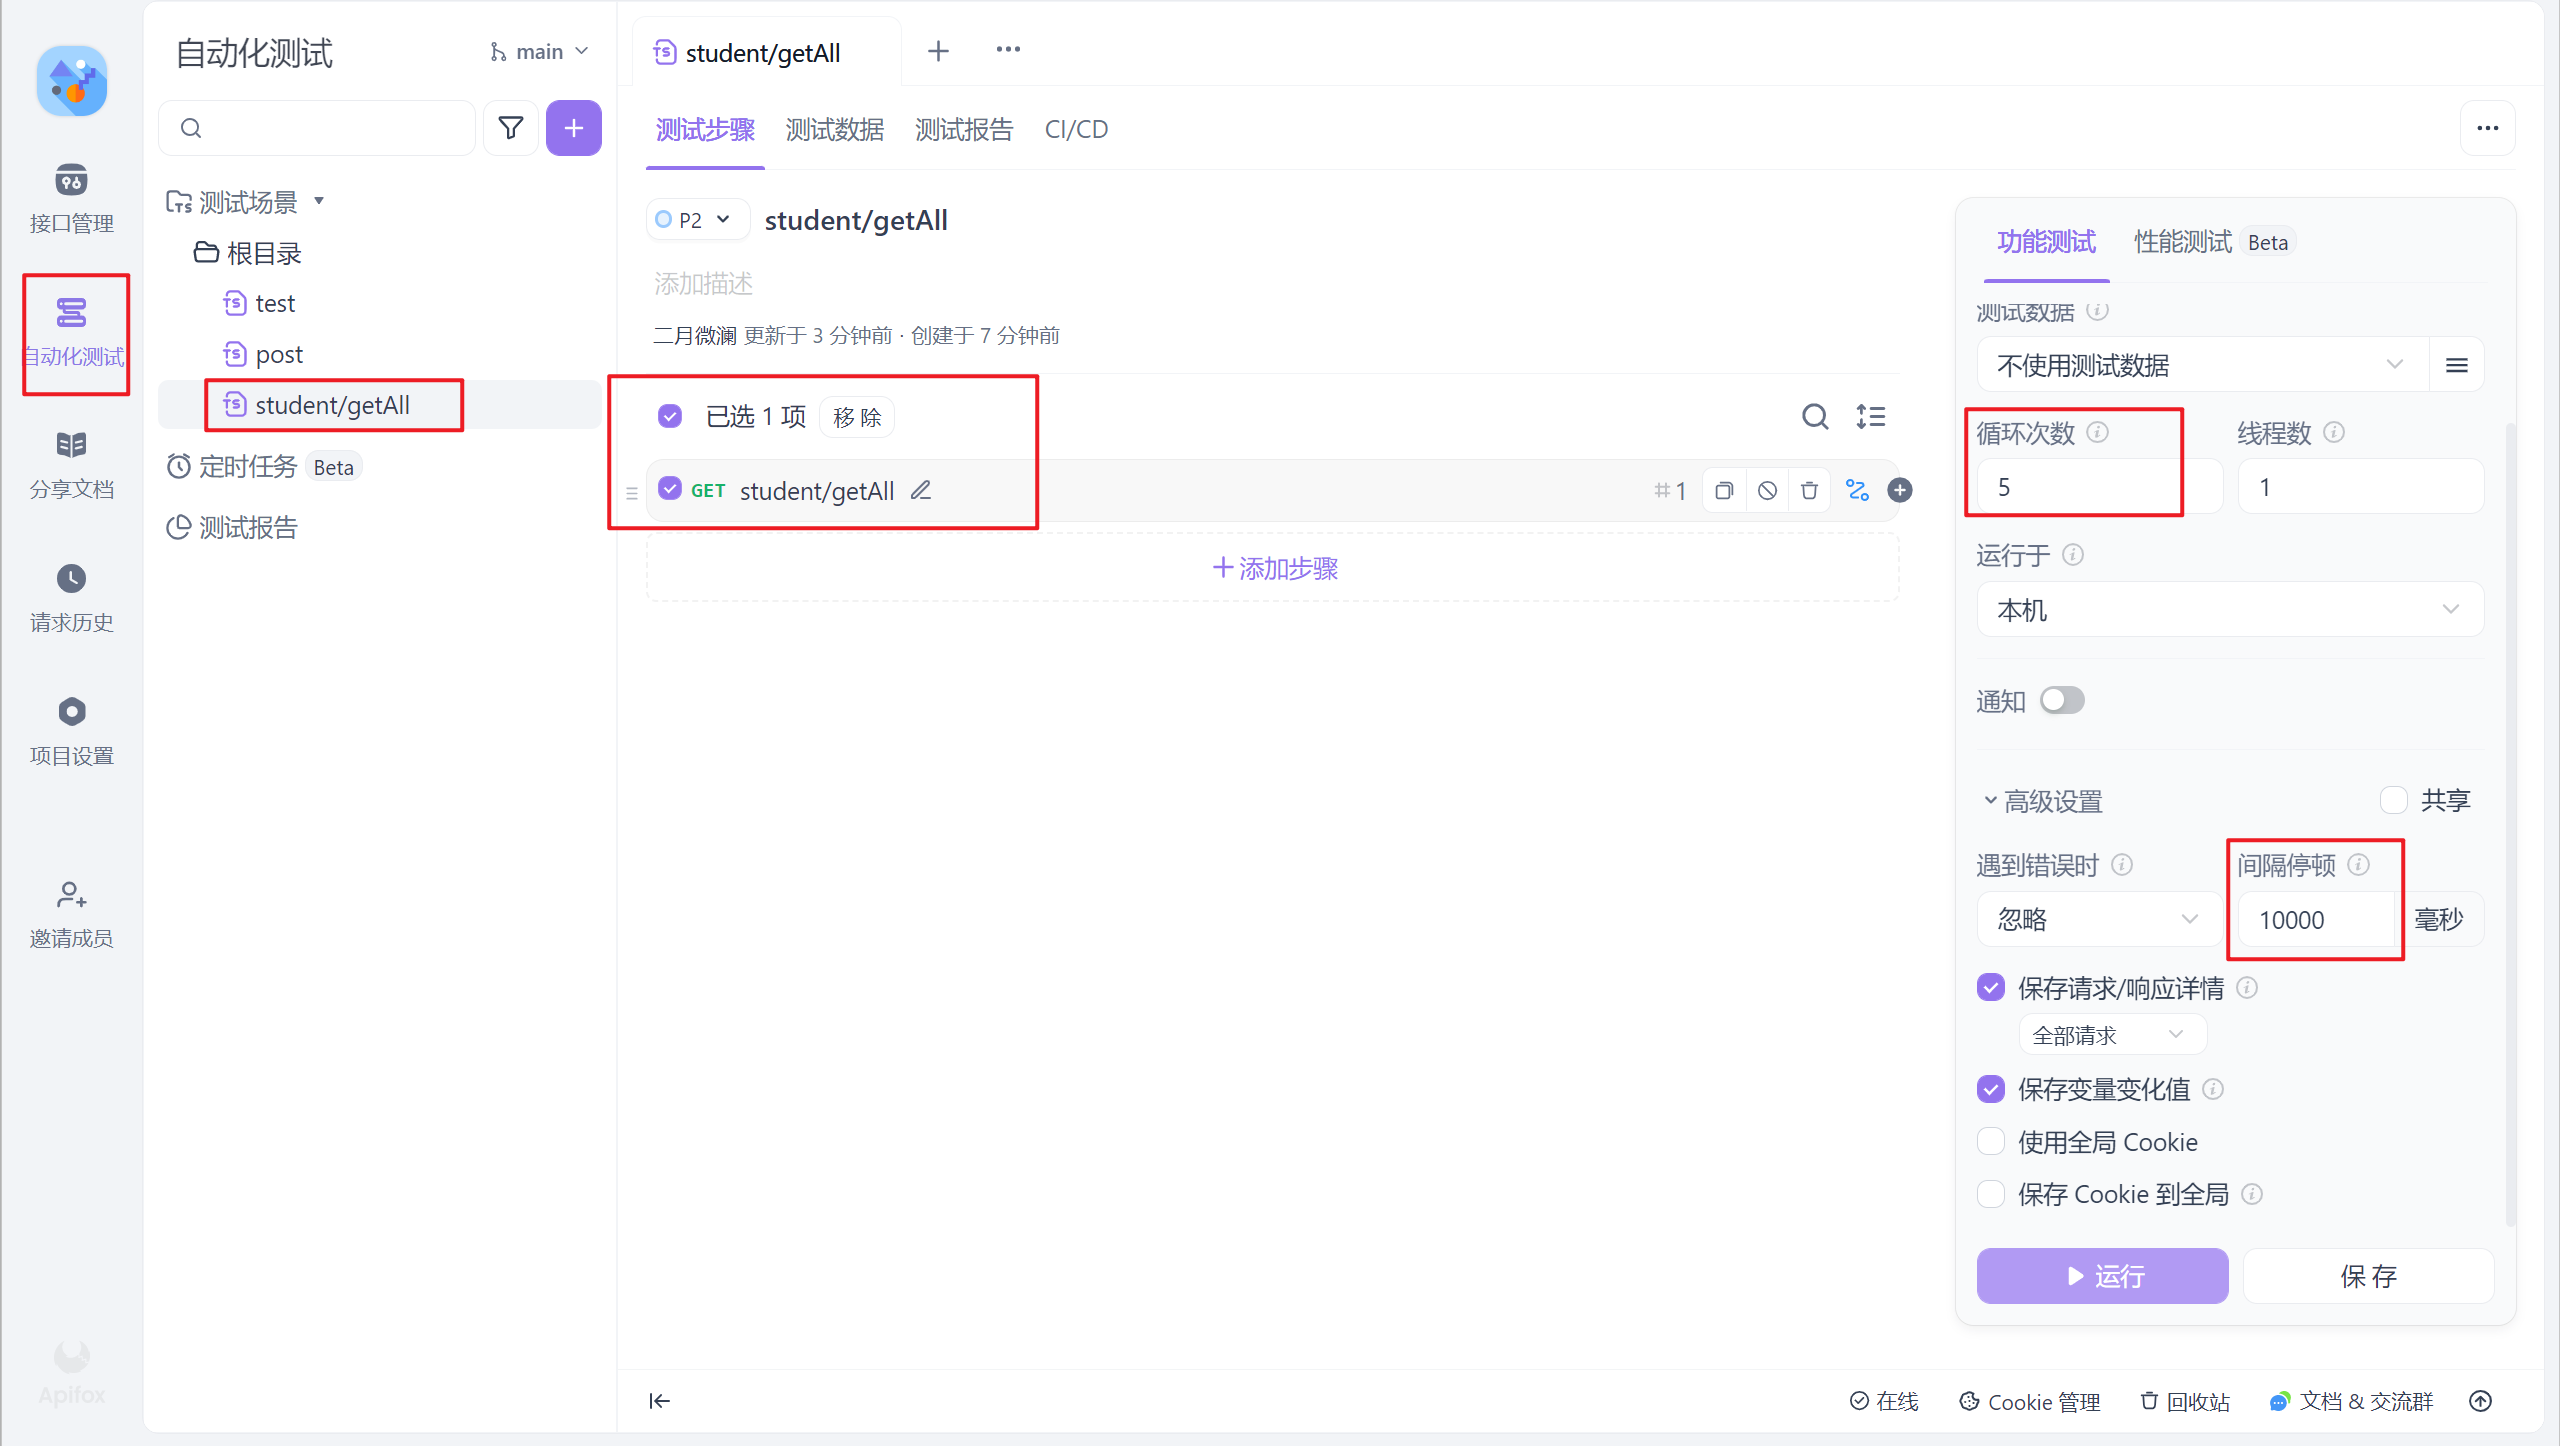 接口管理
自动化测试
分享文档
请求历史
项目设置
邀请成员
Apifox
自动化测试
main
测试场景
根目录
test
post
student/getAll
定时任务 Beta
测试报告
student/getAll
测试步骤 测试数据 测试报告 CI/CD
P2 student/getAll
添加描述
二月微澜 更新于 3 分钟前 · 创建于 7 分钟前
已选 1 项 移 除
GET student/getAll #1
添加步骤
功能测试 性能测试 Beta
测试数据
不使用测试数据
循环次数 线程数
5 1
运行于
本机
通知
高级设置 共享
遇到错误时 间隔停顿
忽略 10000 毫秒
保存请求/响应详情
全部请求
保存变量变化值
使用全局 Cookie
保存 Cookie 到全局
运行 保 存
在线 Cookie 管理 回收站 文档 & 交流群